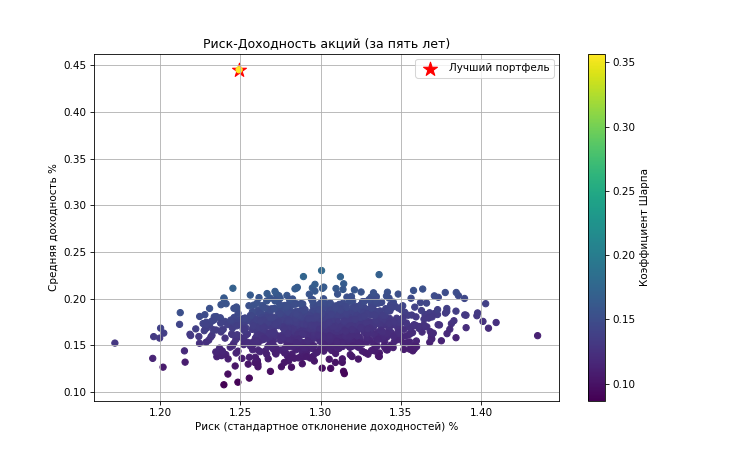 Риск-Доходность акций (за пять лет)
Лучший портфель
Средняя доходность %
0.45
0.40
0.35
0.30
0.25
0.20
0.15
0.10
1.20 1.25 1.30 1.35 1.40
Риск (стандартное отклонение доходностей) %
0.35
0.30
0.25
0.20
0.15
0.10
Коэффициент Шарпа